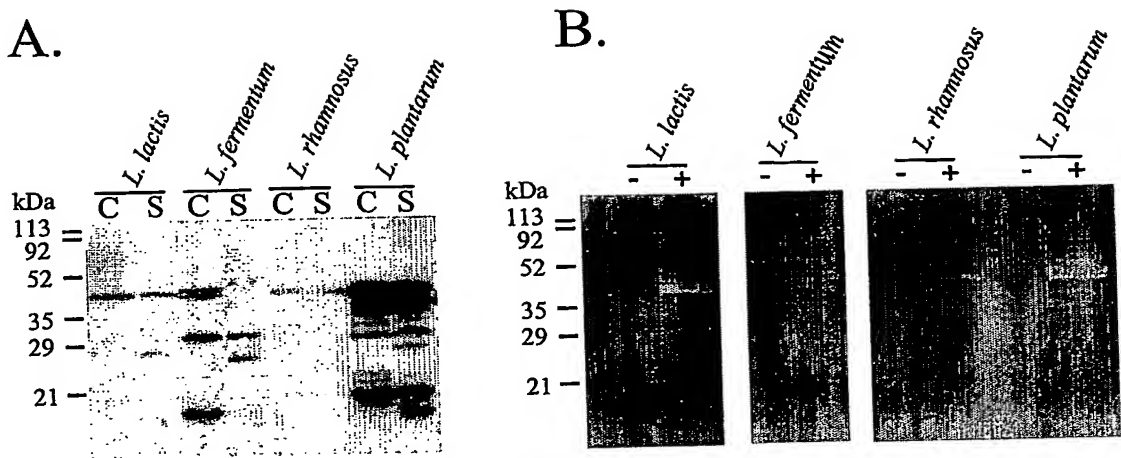 A.
L. lactis
L. fermentum
L. rhamnosus
L. plantarum
kDa
C S C S C S C S
113
92
52
35
29
21
B.
L. lactis
L. fermentum
L. rhamnosus
L. plantarum
kDa
- + - + - + - +
113
92
52
35
29
21